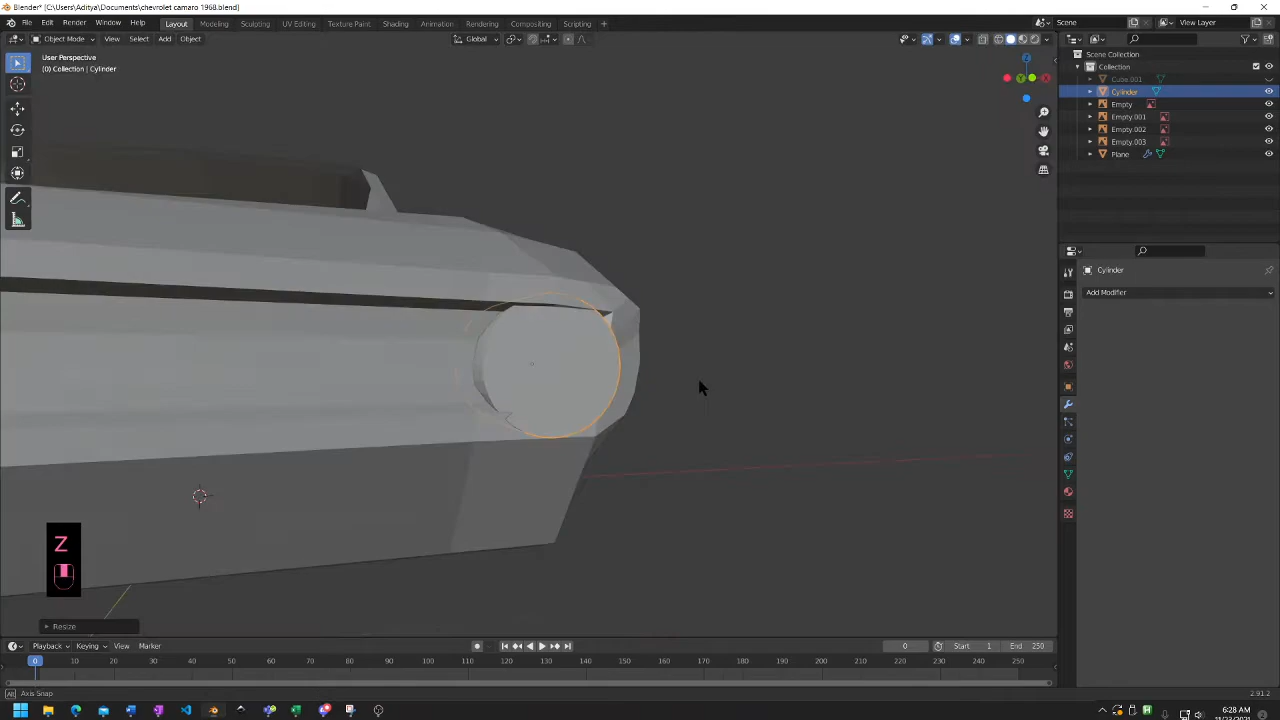 Blender* [C:\Users\Aditya\Documents\chevrolet camaro 1968.blend]
File Edit Render Window Help Layout Modeling Sculpting UV Editing Texture Paint Shading Animation Rendering Compositing Scripting + Scene View Layer
Object Mode View Select Add Object Global
User Perspective
(0) Collection | Cylinder
Scene Collection
Collection
Cube.001
Cylinder
Empty
Empty.001
Empty.002
Empty.003
Plane
Cylinder
Add Modifier
Z
Resize
Playback Keying View Marker 0 Start 1 End 250
0 10 20 30 40 50 60 70 80 90 100 110 120 130 140 150 160 170 180 190 200 210 220 230 240 250
Axis Snap 2.91.2
6:28 AM